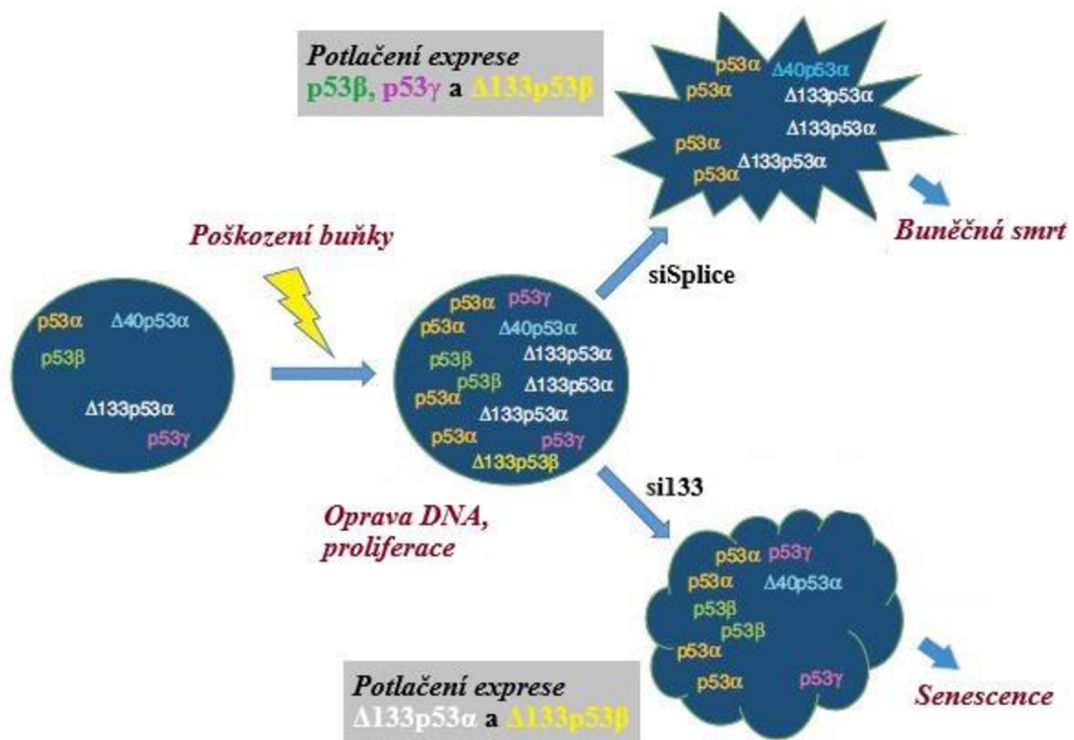 Potlačení exprese
p53β, p53γ a Δ133p53β
p53α
Δ40p53α
p53α
Δ133p53α
Δ133p53α
p53α
Δ133p53α
p53α
Buněčná smrt
Poškození buňky
siSplice
p53α
Δ40p53α
p53β
Δ133p53α
p53γ
p53α
p53γ
p53α
Δ40p53α
p53β
Δ133p53α
p53β
Δ133p53α
p53α
Δ133p53α
p53α
p53γ
Δ133p53β
si133
Oprava DNA,
proliferace
p53α
p53γ
p53α
Δ40p53α
p53β
p53β
p53α
p53α
p53γ
Senescence
Potlačení exprese
Δ133p53α a Δ133p53β